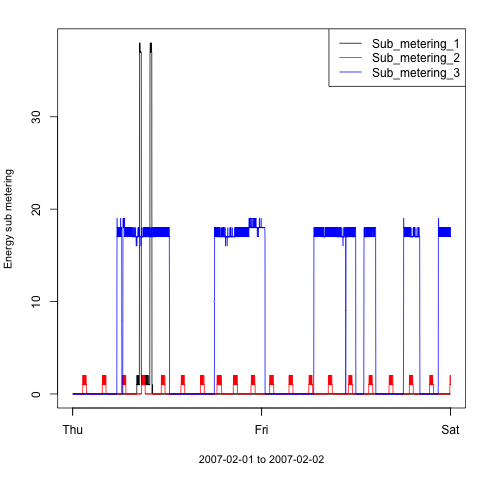 Sub_metering_1
Sub_metering_2
Sub_metering_3
Energy sub metering
30
20
10
0
Thu Fri Sat
2007-02-01 to 2007-02-02